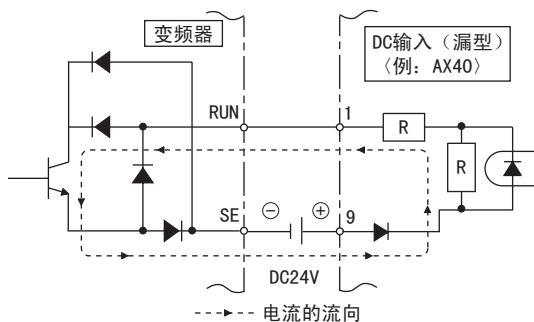 变频器
DC输入（漏型）
〈例：AX40〉
RUN
1
R
R
SE
⊖
⊕
9
DC24V
电流的流向